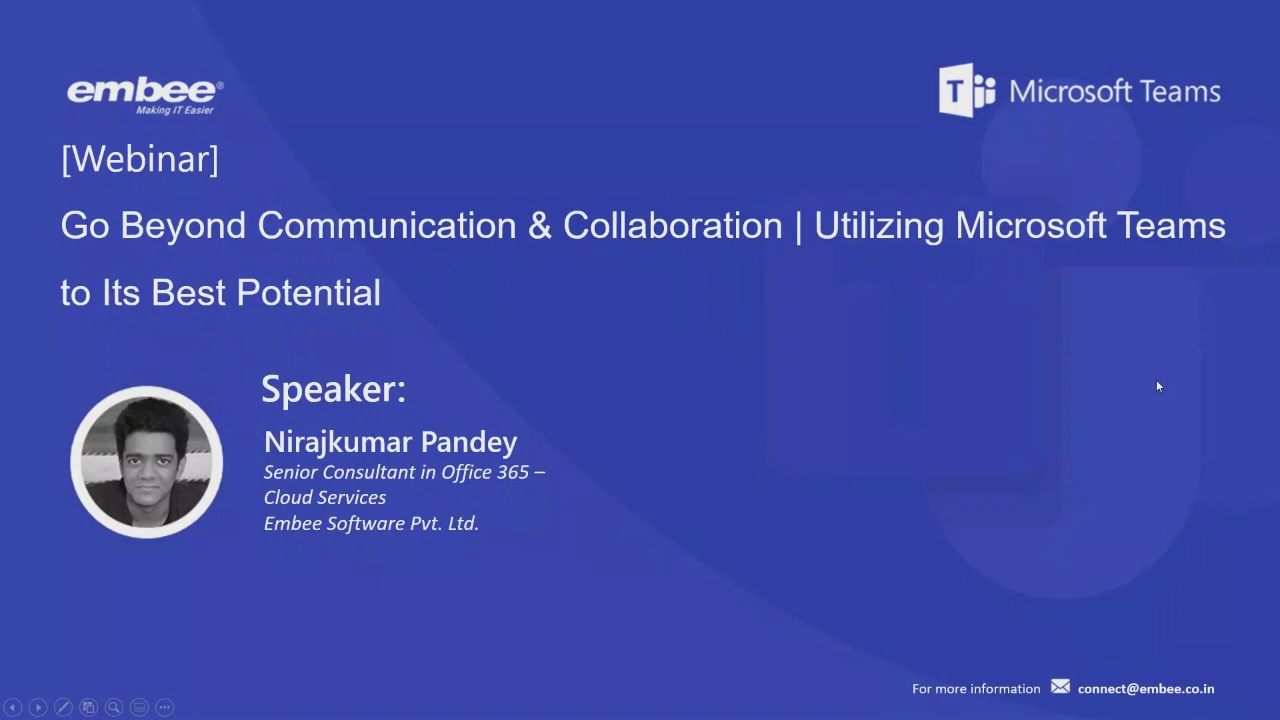 embee®
Making IT Easier
Microsoft Teams
[Webinar]
Go Beyond Communication & Collaboration | Utilizing Microsoft Teams
to Its Best Potential
Speaker:
Nirajkumar Pandey
Senior Consultant in Office 365 –
Cloud Services
Embee Software Pvt. Ltd.
For more information connect@embee.co.in